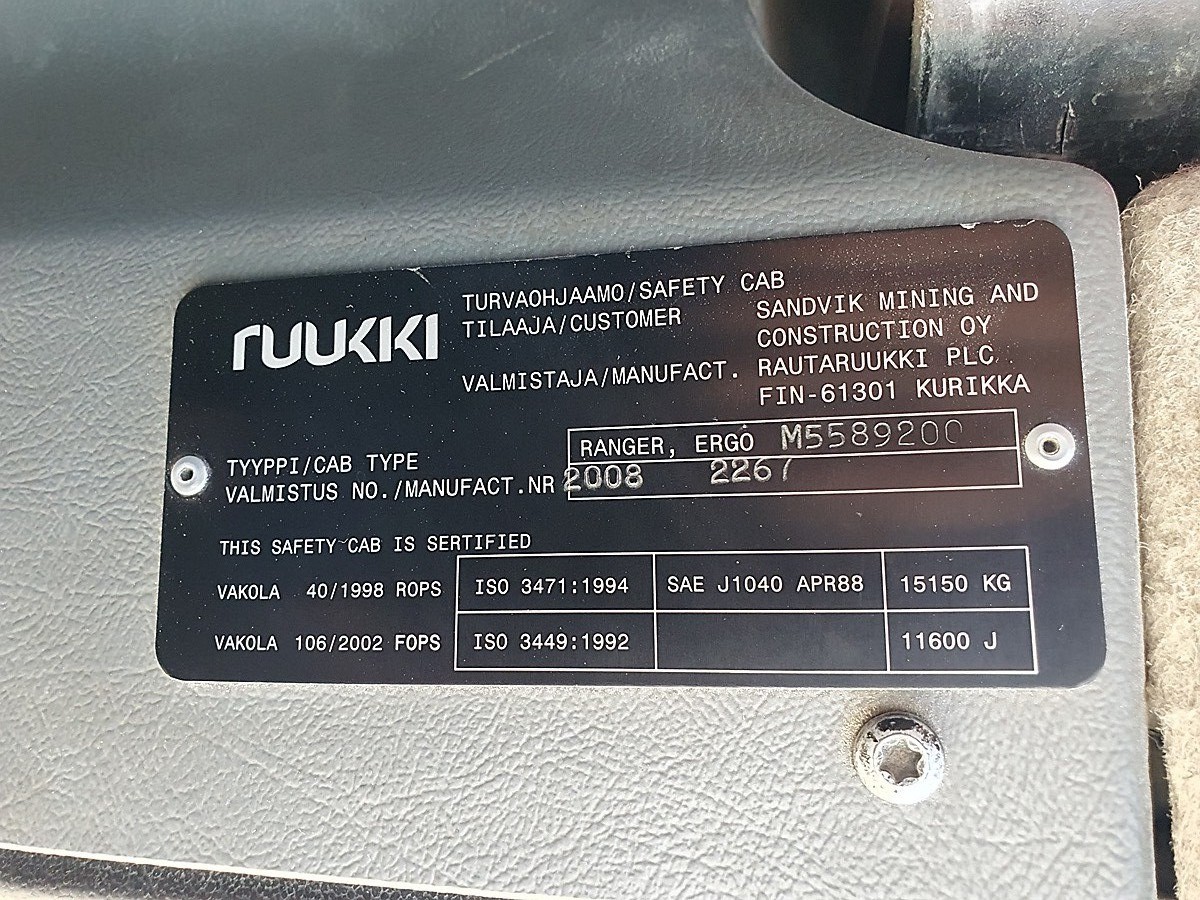 ruukki
TURVAOHJAAMO/SAFETY CAB
TILAAJA/CUSTOMER SANDVIK MINING AND
CONSTRUCTION OY
VALMISTAJA/MANUFACT. RAUTARUUKKI PLC
FIN-61301 KURIKKA
TYYPPI/CAB TYPE RANGER, ERGO M5589200
VALMISTUS NO./MANUFACT.NR 2008 2267
THIS SAFETY CAB IS SERTIFIED
VAKOLA 40/1998 ROPS ISO 3471:1994 SAE J1040 APR88 15150 KG
VAKOLA 106/2002 FOPS ISO 3449:1992 11600 J